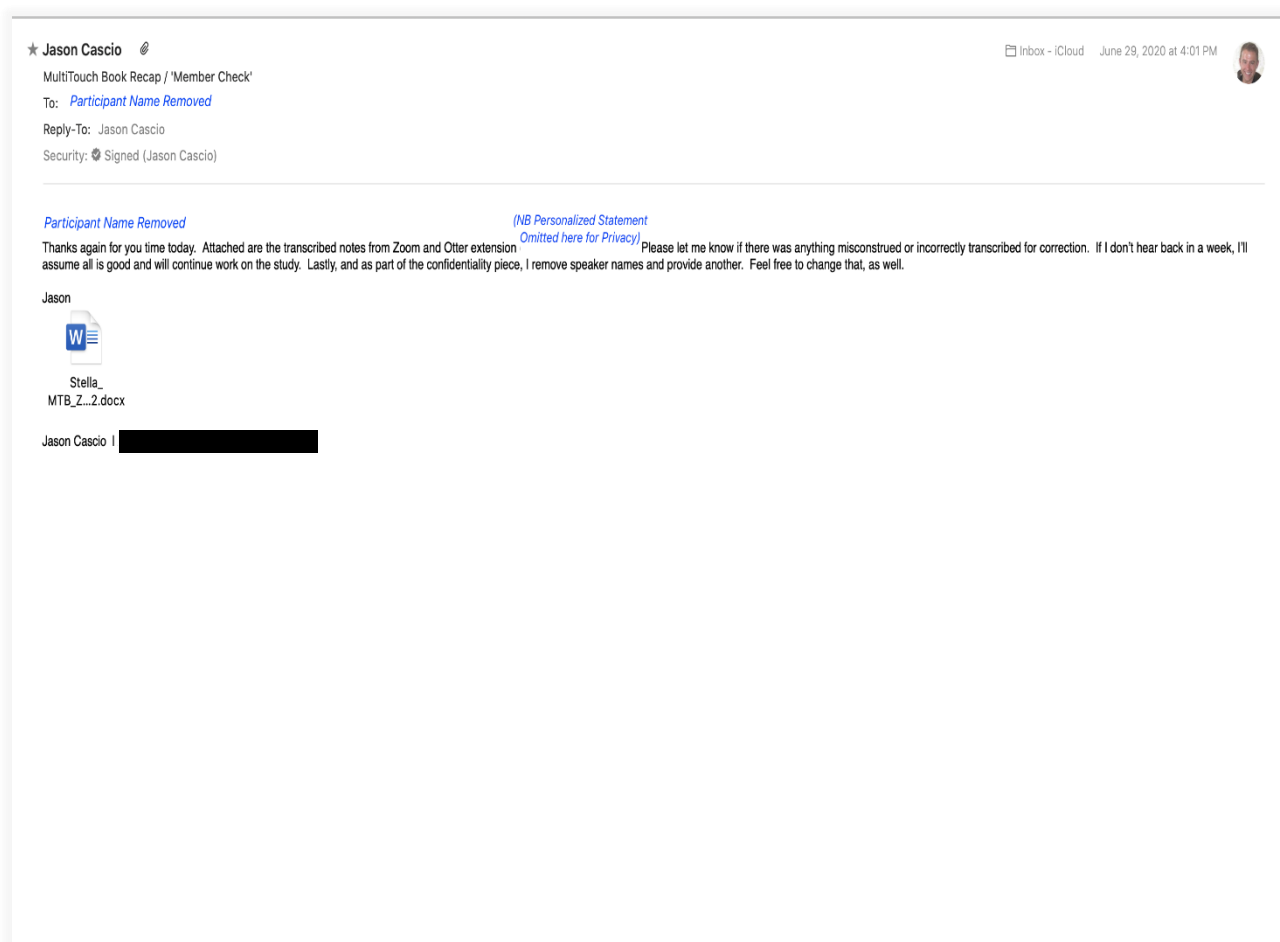 Jason Cascio
Inbox - iCloud June 29, 2020 at 4:01 PM
MultiTouch Book Recap / 'Member Check'
To: Participant Name Removed
Reply-To: Jason Cascio
Security: Signed (Jason Cascio)
Participant Name Removed
(NB Personalized Statement
Omitted here for Privacy)
Thanks again for you time today. Attached are the transcribed notes from Zoom and Otter extension Please let me know if there was anything misconstrued or incorrectly transcribed for correction. If I don't hear back in a week, I'll
assume all is good and will continue work on the study. Lastly, and as part of the confidentiality piece, I remove speaker names and provide another. Feel free to change that, as well.
Jason
W
Stella_
MTB_Z...2.docx
Jason Cascio |